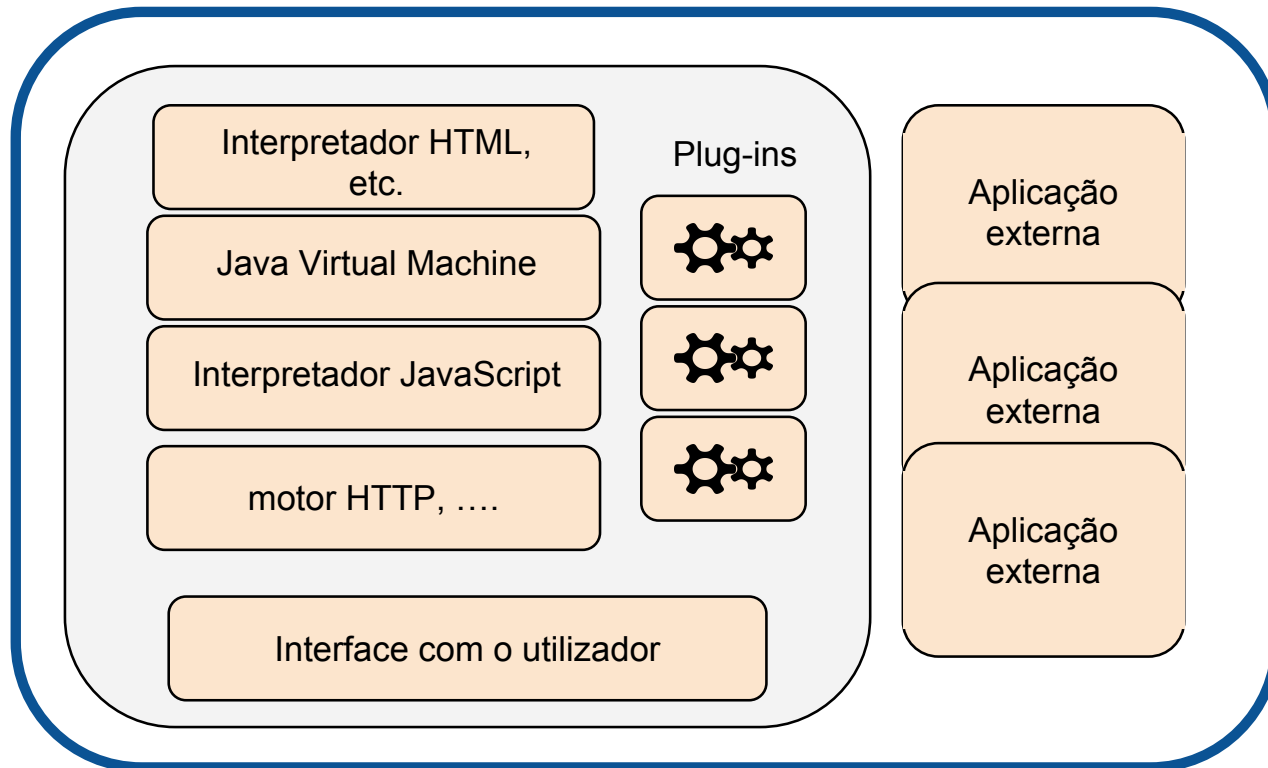 Interpretador HTML,
etc.
Java Virtual Machine
Interpretador JavaScript
motor HTTP, ….
Interface com o utilizador
Plug-ins
Aplicação
externa
Aplicação
externa
Aplicação
externa